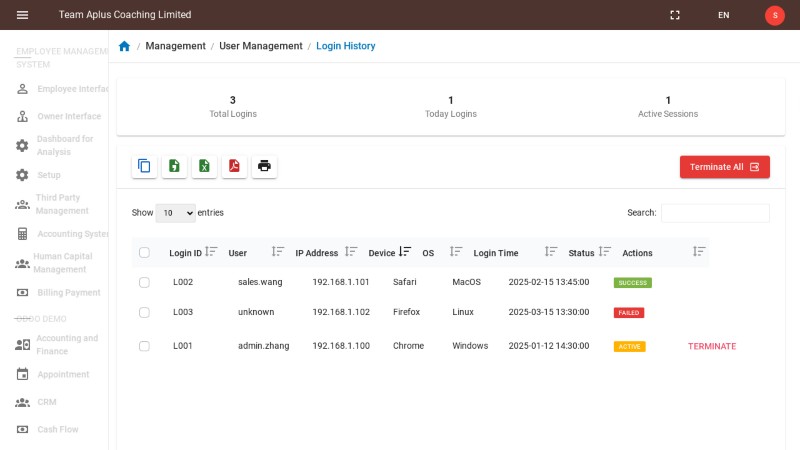 Team Aplus Coaching Limited
EN
S
EMPLOYEE MANAGEM
SYSTEM
Employee Interfac
Owner Interface
Dashboard for
Analysis
Setup
Third Party
Management
Accounting System
Human Capital
Management
Billing Payment
DEMO
Accounting and
Finance
Appointment
CRM
Cash Flow
/ Management / User Management / Login History
3
Total Logins
1
Today Logins
1
Active Sessions
Terminate All
Show 10 entries
Search:
Login ID User IP Address Device OS Login Time Status Actions
L002 sales.wang 192.168.1.101 Safari MacOS 2025-02-15 13:45:00 SUCCESS
L003 unknown 192.168.1.102 Firefox Linux 2025-03-15 13:30:00 FAILED
L001 admin.zhang 192.168.1.100 Chrome Windows 2025-01-12 14:30:00 ACTIVE TERMINATE